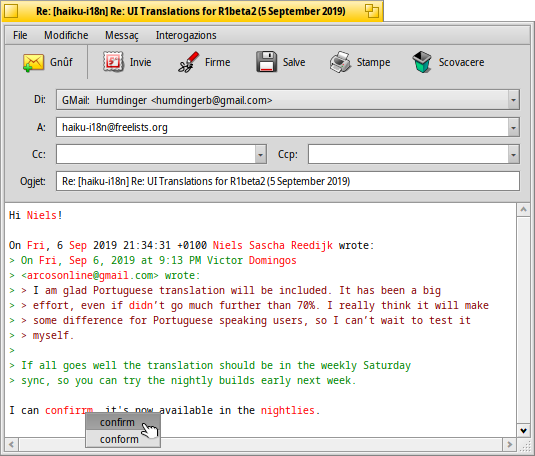 Re: [haiku-i18n] Re: UI Translations for R1beta2 (5 September 2019)
File Modifiche Messaç Interogazions
Gnûf Invie Firme Salve Stampe Scovacere
Di: GMail: Humdinger <humdingerb@gmail.com>
A: haiku-i18n@freelists.org
Cc: Ccp:
Ogjet: Re: [haiku-i18n] Re: UI Translations for R1beta2 (5 September 2019)
Hi Niels!
On Fri, 6 Sep 2019 21:34:31 +0100 Niels Sascha Reedijk wrote:
> On Fri, Sep 6, 2019 at 9:13 PM Victor Domingos
> <arcosonline@gmail.com> wrote:
> > I am glad Portuguese translation will be included. It has been a big
> > effort, even if didn’t go much further than 70%. I really think it will make
> > some difference for Portuguese speaking users, so I can’t wait to test it
> > myself.
>
> If all goes well the translation should be in the weekly Saturday
> sync, so you can try the nightly builds early next week.
I can confirrm, it's now available in the nightlies.
confirm
conform